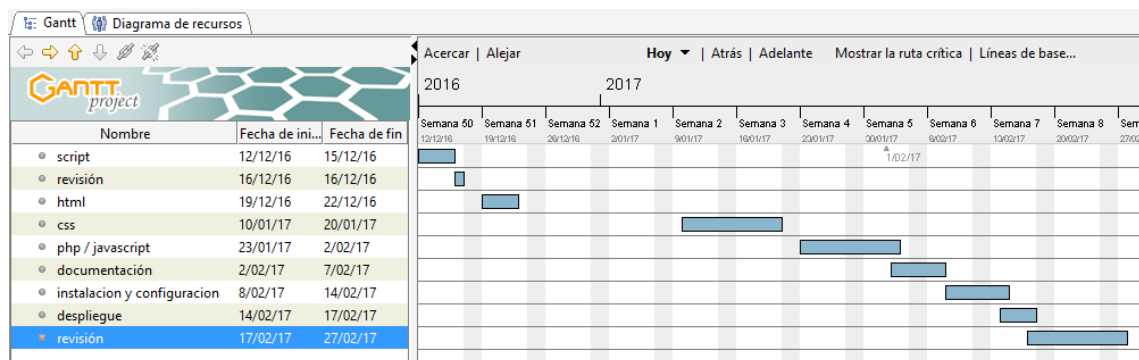 Gantt Diagrama de recursos
Acercar | Alejar Hoy | Atrás | Adelante Mostrar la ruta crítica | Líneas de base...
GANTT project
2016 2017
Nombre Fecha de ini... Fecha de fin
Semana 50 Semana 51 Semana 52 Semana 1 Semana 2 Semana 3 Semana 4 Semana 5 Semana 6 Semana 7 Semana 8 Sem
12/12/16 19/12/16 26/12/16 2/01/17 9/01/17 16/01/17 23/01/17 30/01/17 6/02/17 13/02/17 20/02/17 27/02
1/02/17
script 12/12/16 15/12/16
revisión 16/12/16 16/12/16
html 19/12/16 22/12/16
css 10/01/17 20/01/17
php / javascript 23/01/17 2/02/17
documentación 2/02/17 7/02/17
instalacion y configuracion 8/02/17 14/02/17
despliegue 14/02/17 17/02/17
revisión 17/02/17 27/02/17